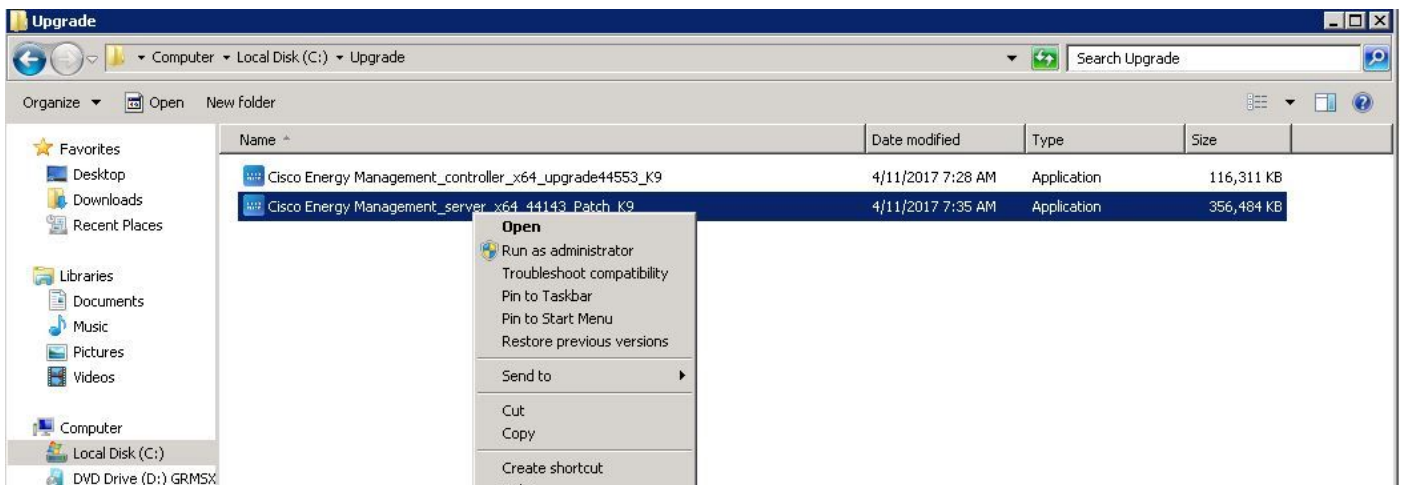 Upgrade
Computer Local Disk (C:) Upgrade
Search Upgrade
Organize Open New folder
Name Date modified Type Size
Favorites
Desktop
Downloads
Recent Places
Libraries
Documents
Music
Pictures
Videos
Computer
Local Disk (C:)
DVD Drive (D:) GRMSX
Cisco Energy Management_controller_x64_upgrade44553_K9 4/11/2017 7:28 AM Application 116,311 KB
Cisco Energy Management_server_x64_44143_Patch_K9 4/11/2017 7:35 AM Application 356,484 KB
Open
Run as administrator
Troubleshoot compatibility
Pin to Taskbar
Pin to Start Menu
Restore previous versions
Send to
Cut
Copy
Create shortcut